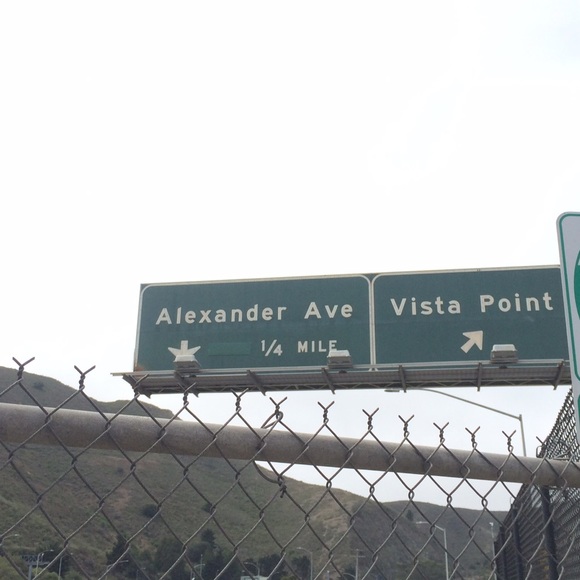 Alexander Ave
1/4 MILE
Vista Point